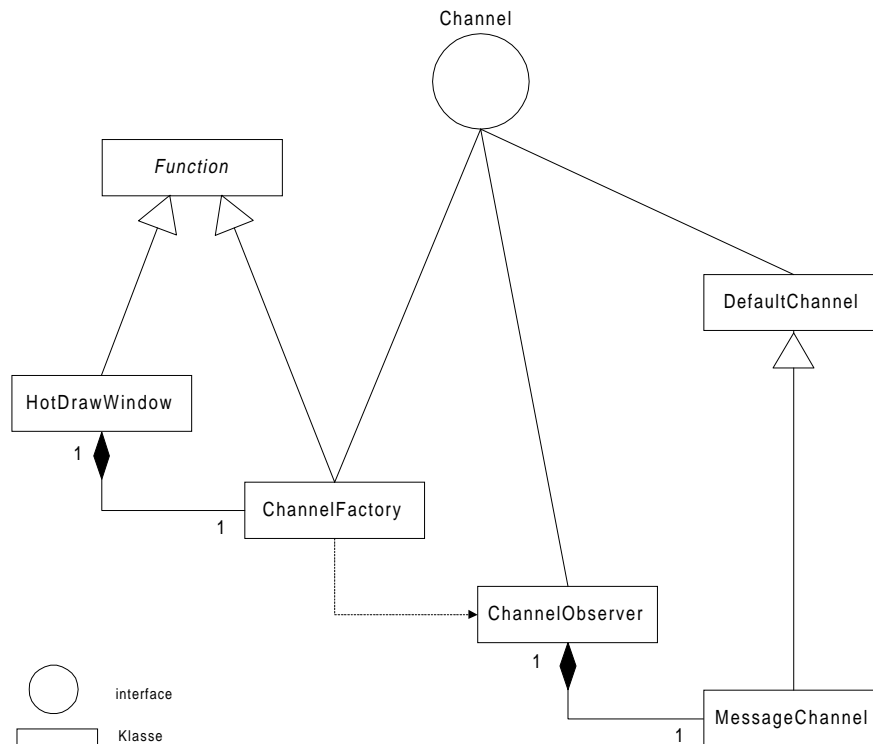 Channel
Function
DefaultChannel
HotDrawWindow
1
ChannelFactory
1
ChannelObserver
1
MessageChannel
1
interface
Klasse